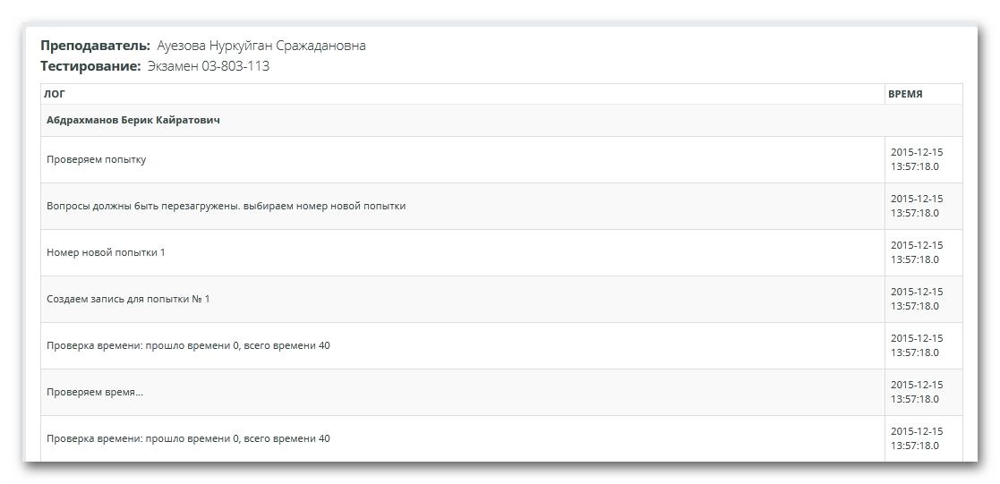 Преподаватель: Ауезова Нуркуйган Сражадановна
Тестирование: Экзамен 03-803-113
ЛОГ ВРЕМЯ
Абдрахманов Берик Кайратович
Проверяем попытку 2015-12-15
13:57:18.0
Вопросы должны быть перезагружены. выбираем номер новой попытки 2015-12-15
13:57:18.0
Номер новой попытки 1 2015-12-15
13:57:18.0
Создаем запись для попытки № 1 2015-12-15
13:57:18.0
Проверка времени: прошло времени 0, всего времени 40 2015-12-15
13:57:18.0
Проверяем время... 2015-12-15
13:57:18.0
Проверка времени: прошло времени 0, всего времени 40 2015-12-15
13:57:18.0